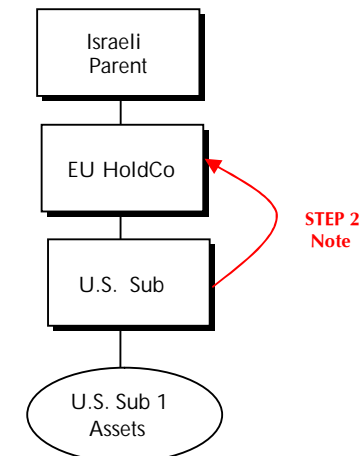 Israeli
Parent
EU HoldCo
STEP 2
Note
U.S. Sub
U.S. Sub 1
Assets